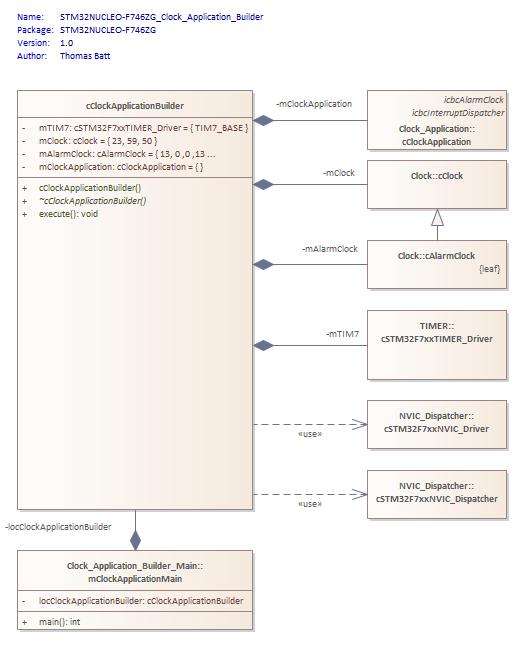 Name: STM32NUCLEO-F746ZG_Clock_Application_Builder
Package: STM32NUCLEO-F746ZG
Version: 1.0
Author: Thomas Batt
cClockApplicationBuilder
- mTIM7: cSTM32F7xxTIMER_Driver = { TIM7_BASE }
- mClock: cClock = { 23, 59, 50 }
- mAlarmClock: cAlarmClock = { 13, 0 ,0 ,13 ...
- mClockApplication: cClockApplication = { }
+ cClockApplicationBuilder()
+ ~cClockApplicationBuilder()
+ execute(): void
-mClockApplication
icbcAlarmClock
icbcInterruptDispatcher
Clock_Application::
cClockApplication
-mClock
Clock::cClock
-mAlarmClock
Clock::cAlarmClock
{leaf}
-mTIM7
TIMER::
cSTM32F7xxTIMER_Driver
«use»
NVIC_Dispatcher::
cSTM32F7xxNVIC_Driver
«use»
NVIC_Dispatcher::
cSTM32F7xxNVIC_Dispatcher
-locClockApplicationBuilder
Clock_Application_Builder_Main::
mClockApplicationMain
- locClockApplicationBuilder: cClockApplicationBuilder
+ main(): int